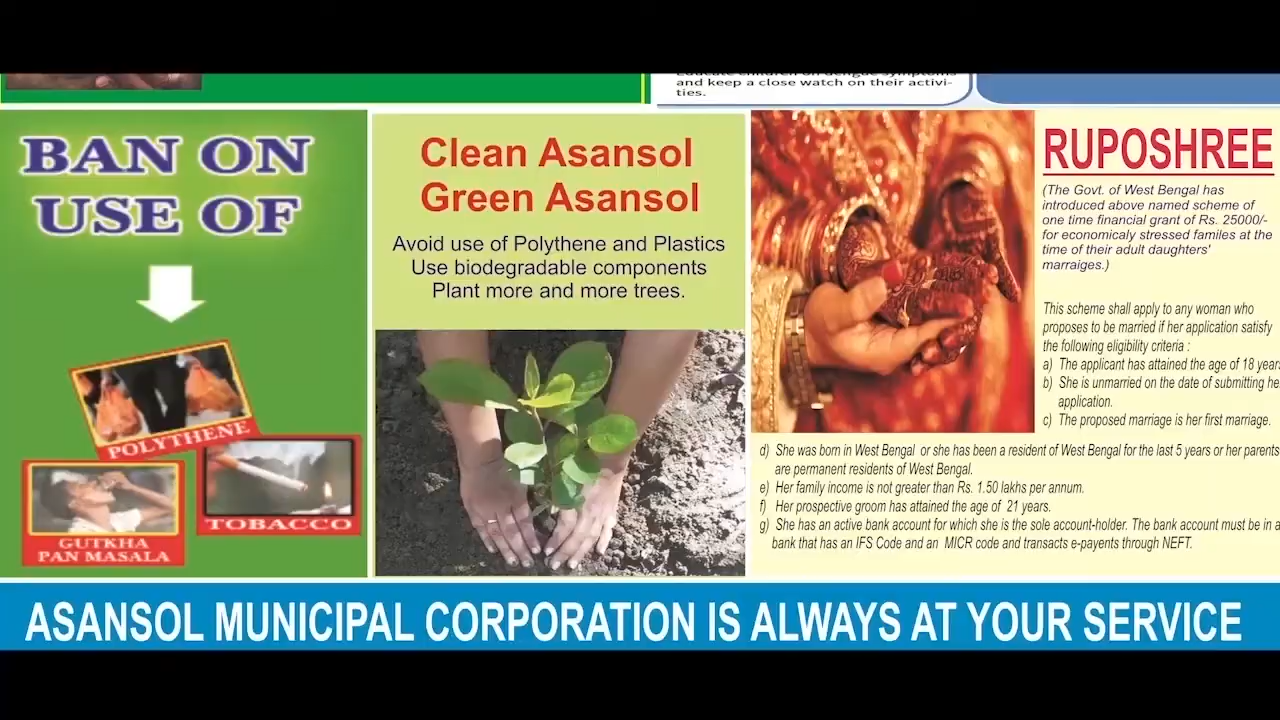 Educate children on dengue symptoms
and keep a close watch on their activi-
ties.
BAN ON
USE OF
POLYTHENE
TOBACCO
GUTKHA
PAN MASALA
Clean Asansol
Green Asansol
Avoid use of Polythene and Plastics
Use biodegradable components
Plant more and more trees.
RUPOSHREE
(The Govt. of West Bengal has
introduced above named scheme of
one time financial grant of Rs. 25000/-
for economicaly stressed familes at the
time of their adult daughters'
marraiges.)
This scheme shall apply to any woman who
proposes to be married if her application satisfy
the following eligibility criteria :
a) The applicant has attained the age of 18 years
b) She is unmarried on the date of submitting her
application.
c) The proposed marriage is her first marriage.
d) She was born in West Bengal or she has been a resident of West Bengal for the last 5 years or her parents
are permanent residents of West Bengal.
e) Her family income is not greater than Rs. 1.50 lakhs per annum.
f) Her prospective groom has attained the age of 21 years.
g) She has an active bank account for which she is the sole account-holder. The bank account must be in a
bank that has an IFS Code and an MICR code and transacts e-payents through NEFT.
ASANSOL MUNICIPAL CORPORATION IS ALWAYS AT YOUR SERVICE